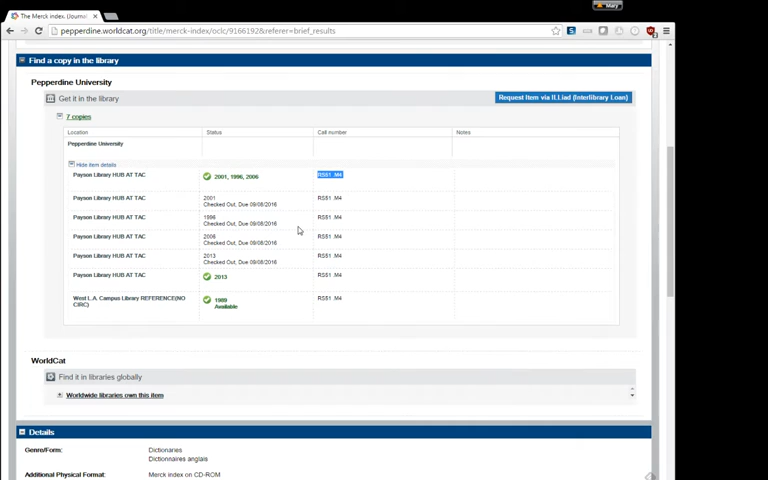 The Merck index. (Journal
Mary
pepperdine.worldcat.org/title/merck-index/oclc/9166192&referer=brief_results
Find a copy in the library
Pepperdine University
Get it in the library
Request Item via ILLiad (Interlibrary Loan)
7 copies
Location Status Call number Notes
Pepperdine University
Hide item details
Payson Library HUB AT TAC 2001, 1996, 2006 RS51 .M4
Payson Library HUB AT TAC 2001 RS51 .M4
Checked Out, Due 09/08/2016
Payson Library HUB AT TAC 1996 RS51 .M4
Checked Out, Due 09/08/2016
Payson Library HUB AT TAC 2006 RS51 .M4
Checked Out, Due 09/08/2016
Payson Library HUB AT TAC 2013 RS51 .M4
Checked Out, Due 09/08/2016
Payson Library HUB AT TAC 2013 RS51 .M4
West L.A. Campus Library REFERENCE(NO 1989 RS51 .M4
CIRC) Available
WorldCat
Find it in libraries globally
Worldwide libraries own this item
Details
Genre/Form: Dictionaries
Dictionnaires anglais
Additional Physical Format: Merck index on CD-ROM